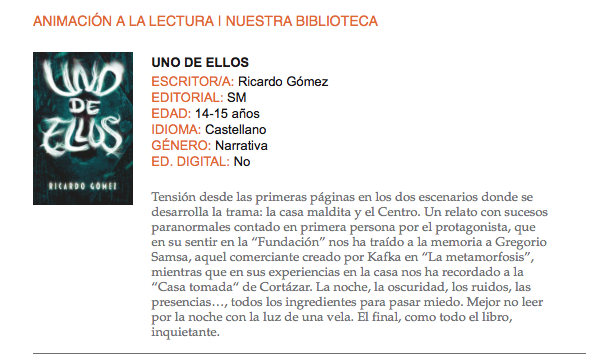 ANIMACIÓN A LA LECTURA | NUESTRA BIBLIOTECA
UNO
DE
ELLOS
RICARDO GÓMEZ
UNO DE ELLOS
ESCRITOR/A: Ricardo Gómez
EDITORIAL: SM
EDAD: 14-15 años
IDIOMA: Castellano
GÉNERO: Narrativa
ED. DIGITAL: No
Tensión desde las primeras páginas en los dos escenarios donde se
desarrolla la trama: la casa maldita y el Centro. Un relato con sucesos
paranormales contado en primera persona por el protagonista, que
en su sentir en la “Fundación” nos ha traído a la memoria a Gregorio
Samsa, aquel comerciante creado por Kafka en “La metamorfosis”,
mientras que en sus experiencias en la casa nos ha recordado a la
“Casa tomada“ de Cortázar. La noche, la oscuridad, los ruidos, las
presencias…, todos los ingredientes para pasar miedo. Mejor no leer
por la noche con la luz de una vela. El final, como todo el libro,
inquietante.